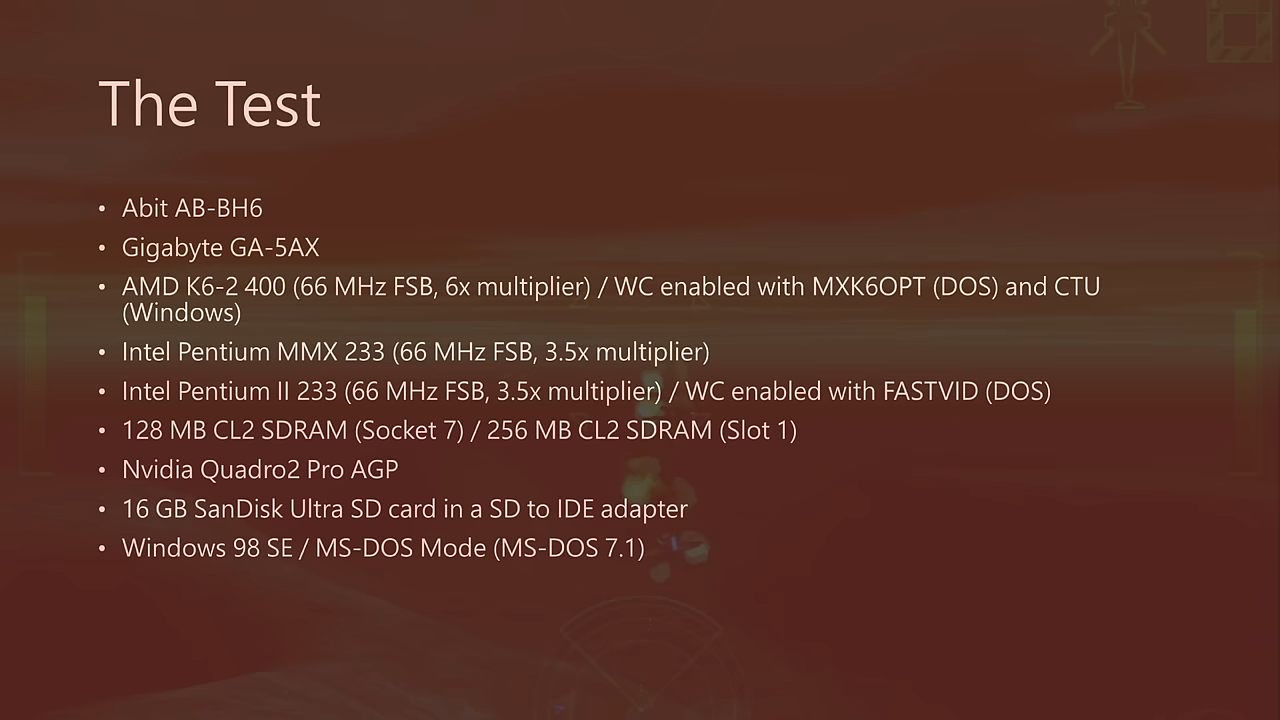 The Test
• Abit AB-BH6
• Gigabyte GA-5AX
• AMD K6-2 400 (66 MHz FSB, 6x multiplier) / WC enabled with MXK6OPT (DOS) and CTU
(Windows)
• Intel Pentium MMX 233 (66 MHz FSB, 3.5x multiplier)
• Intel Pentium II 233 (66 MHz FSB, 3.5x multiplier) / WC enabled with FASTVID (DOS)
• 128 MB CL2 SDRAM (Socket 7) / 256 MB CL2 SDRAM (Slot 1)
• Nvidia Quadro2 Pro AGP
• 16 GB SanDisk Ultra SD card in a SD to IDE adapter
• Windows 98 SE / MS-DOS Mode (MS-DOS 7.1)